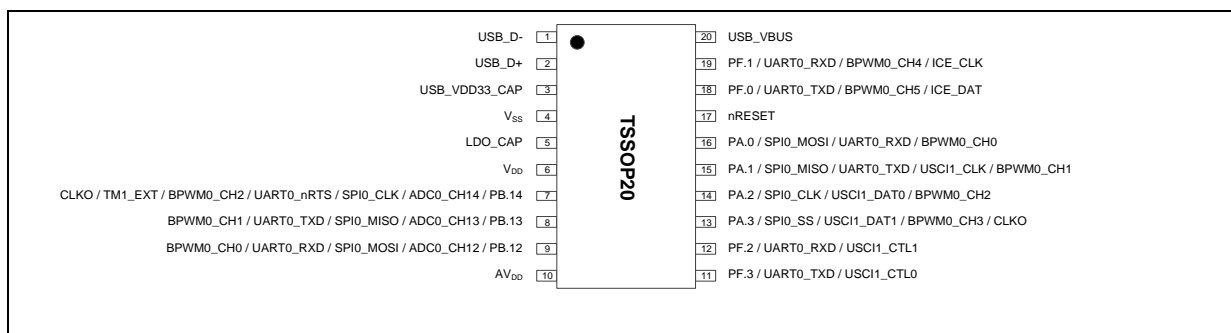 USB_D- 1
USB_D+ 2
USB_VDD33_CAP 3
VSS 4
LDO_CAP 5
VDD 6
CLKO / TM1_EXT / BPWM0_CH2 / UART0_nRTS / SPI0_CLK / ADC0_CH14 / PB.14 7
BPWM0_CH1 / UART0_TXD / SPI0_MISO / ADC0_CH13 / PB.13 8
BPWM0_CH0 / UART0_RXD / SPI0_MOSI / ADC0_CH12 / PB.12 9
AVDD 10
TSSOP20
20 USB_VBUS
19 PF.1 / UART0_RXD / BPWM0_CH4 / ICE_CLK
18 PF.0 / UART0_TXD / BPWM0_CH5 / ICE_DAT
17 nRESET
16 PA.0 / SPI0_MOSI / UART0_RXD / BPWM0_CH0
15 PA.1 / SPI0_MISO / UART0_TXD / USCI1_CLK / BPWM0_CH1
14 PA.2 / SPI0_CLK / USCI1_DAT0 / BPWM0_CH2
13 PA.3 / SPI0_SS / USCI1_DAT1 / BPWM0_CH3 / CLKO
12 PF.2 / UART0_RXD / USCI1_CTL1
11 PF.3 / UART0_TXD / USCI1_CTL0